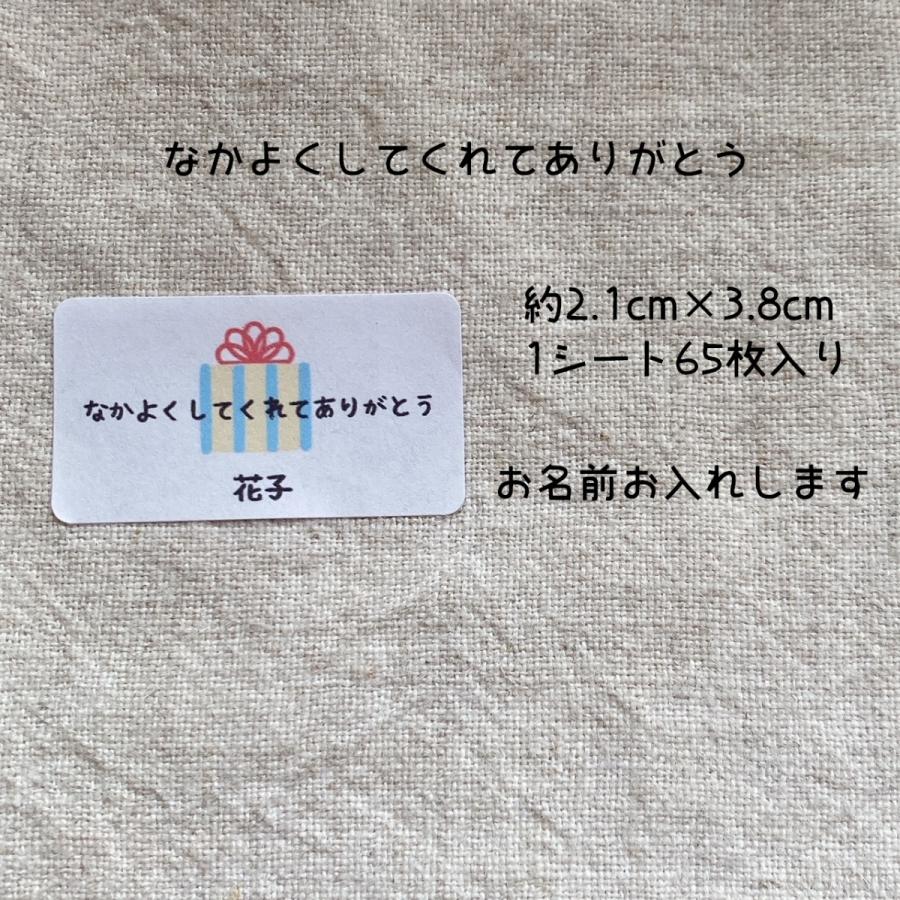 なかよくしてくれてありがとう
約2.1cm×3.8cm
1シート65枚入り
なかよくしてくれてありがとう
花子
お名前お入れします